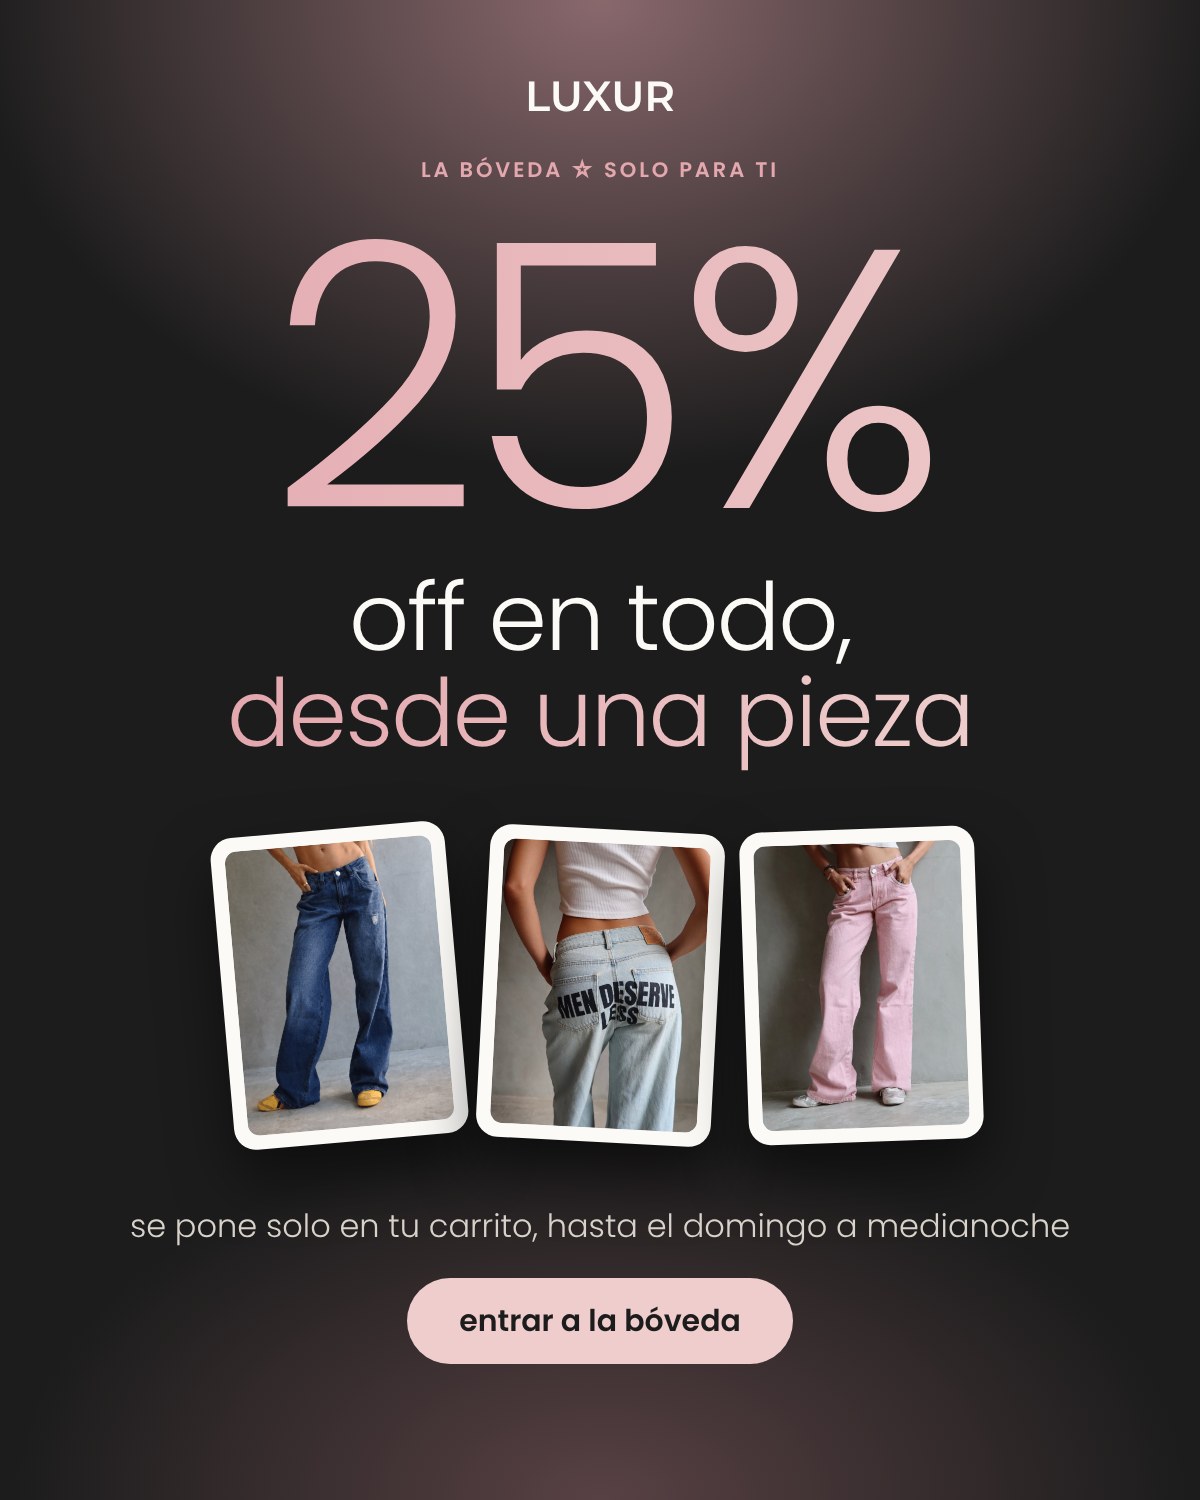 LUXUR
LA BÓVEDA ☆ SOLO PARA TI
25%
off en todo,
desde una pieza
MEN DESERVE
LESS
se pone solo en tu carrito, hasta el domingo a medianoche
entrar a la bóveda